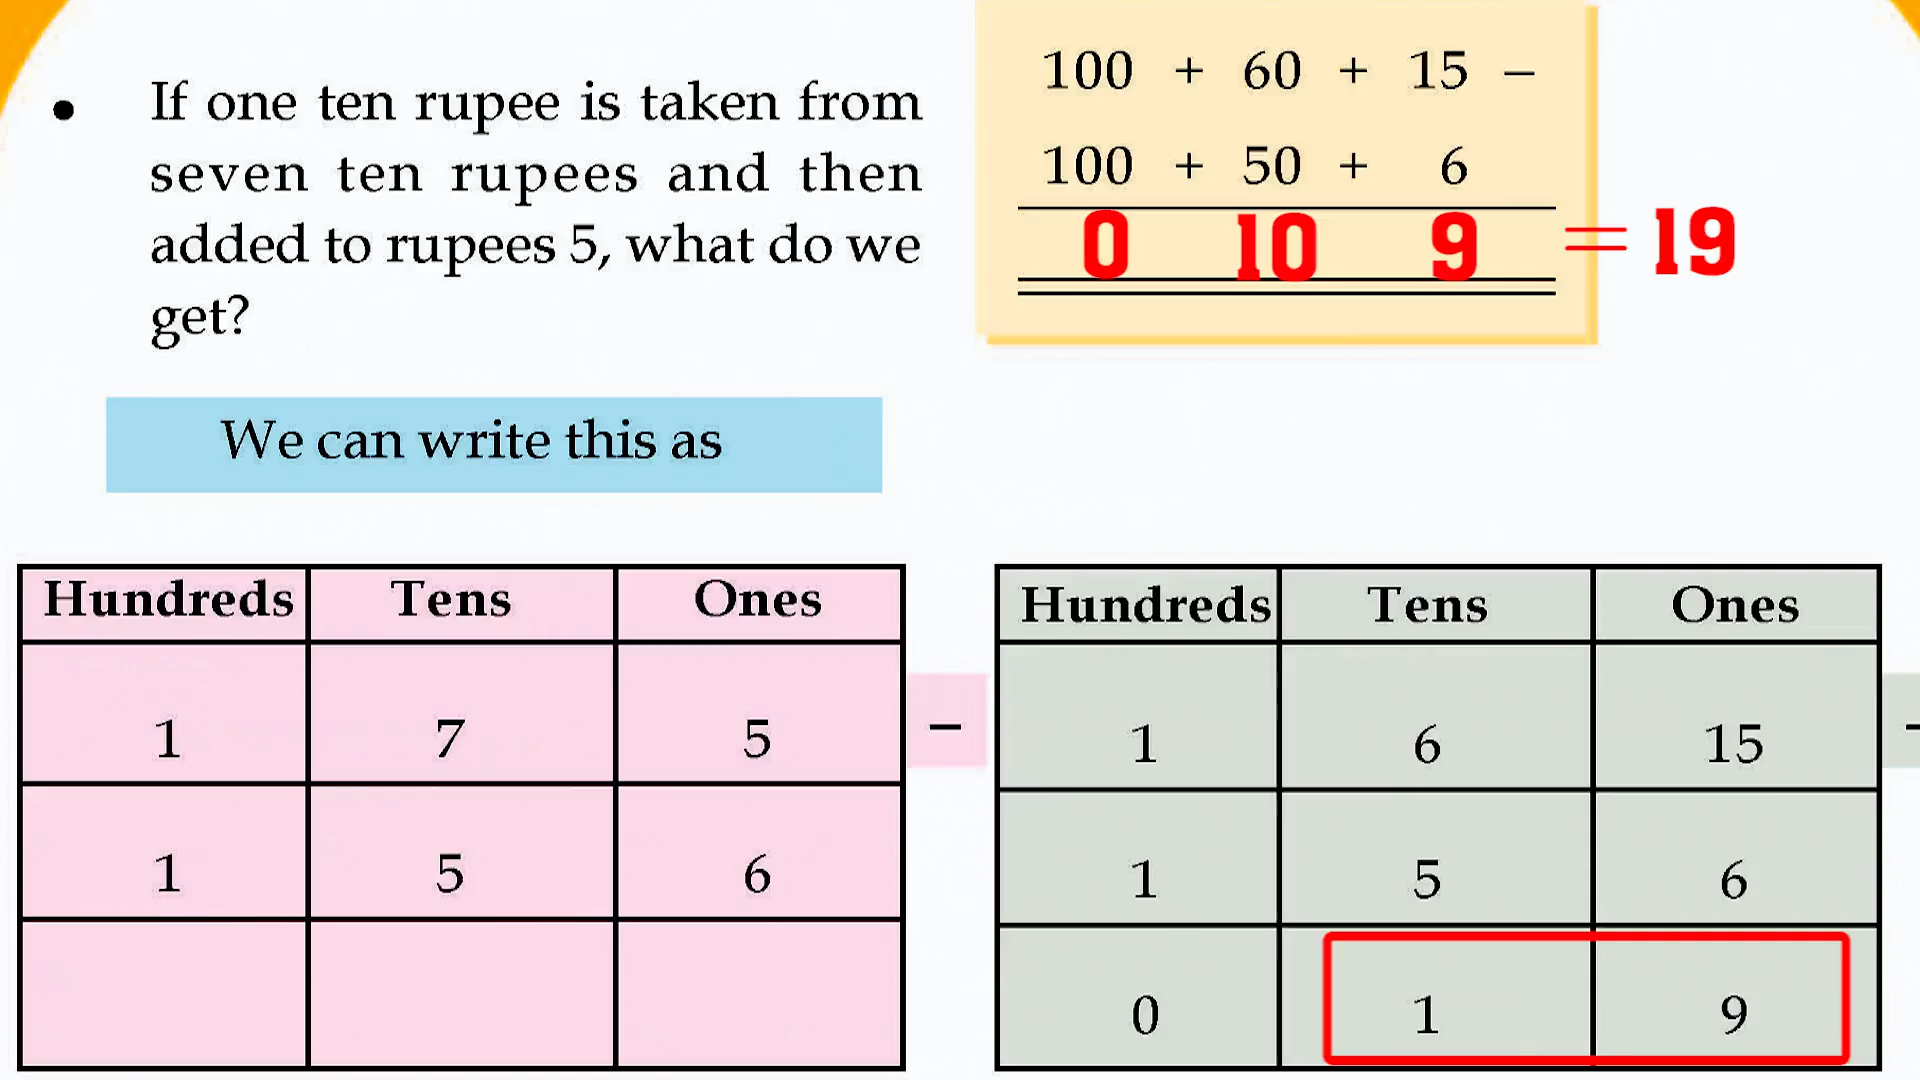 • If one ten rupee is taken from
seven ten rupees and then
added to rupees 5, what do we
get?
100 + 60 + 15 –
100 + 50 + 6
0 10 9 = 19
We can write this as
Hundreds Tens Ones
1 7 5 –
1 5 6
Hundreds Tens Ones
1 6 15 -
1 5 6
0 1 9